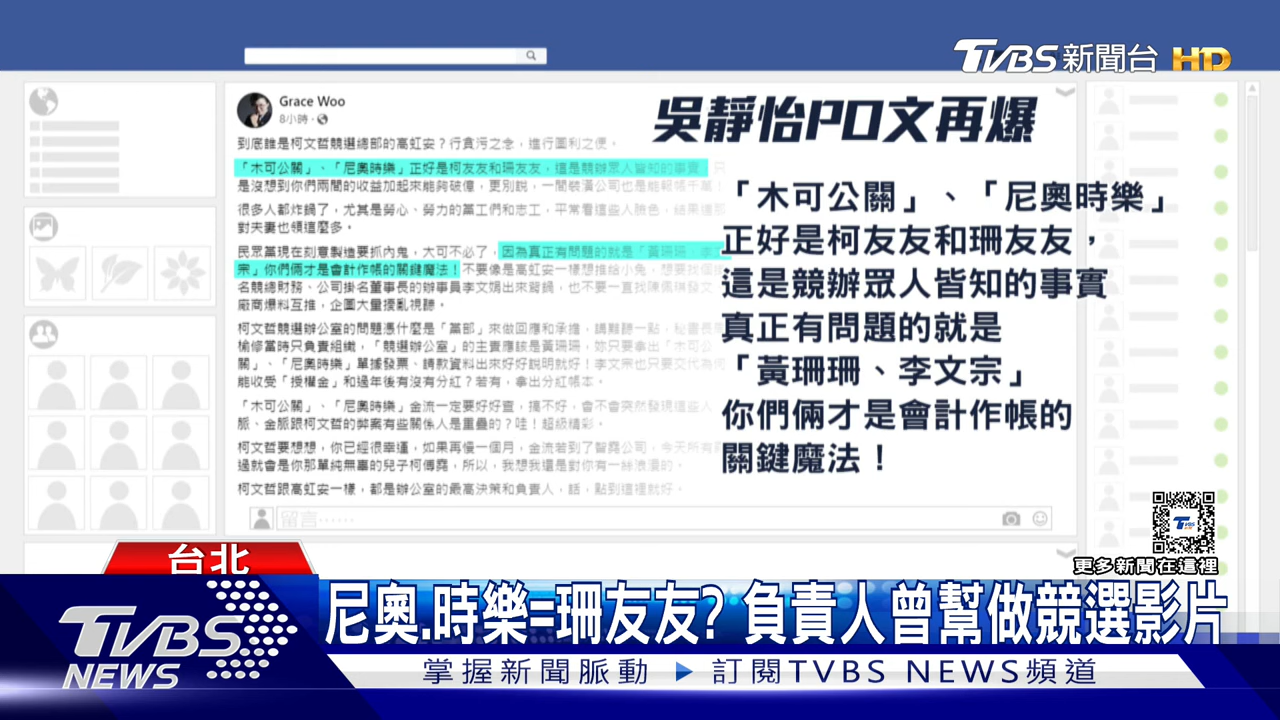 TVBS新聞台 HD
吳靜怡PO文再爆
Grace Woo
8小時·
到底誰是柯文哲競選總部的高虹安？行貪污之念，進行圖利之便。
「木可公關」、「尼奧時樂」正好是柯友友和珊友友，這是競辦眾人皆知的事實
是沒想到你們兩間的收益加起來能夠破億，更別說，一間裝潢公司也是能報帳千萬！
很多人都炸鍋了，尤其是勞心、勞力的黨工們和志工，平常看這些人臉色，結果這
對夫妻也領這麼多。
民眾黨現在刻意製造要抓內鬼，大可不必了，因為真正有問題的就是「黃珊珊
宗」你們倆才是會計作帳的關鍵魔法！不要像是高虹安一樣想推給小兔，想要找個
名競總財務、公司掛名董事長的辦事員李文娟出來頂鍋，也不要一直找陳佩琪發文
廠商爆料互推，企圖大量擾亂視聽。
柯文哲競選辦公室的問題憑什麼是「黨部」來做回應和承擔，講難聽一點，秘書長
榆修當時只負責組織，「競選辦公室」的主責應該是黃珊珊，她只要拿出「木可公
關」、「尼奧時樂」單據發票、請款資料出來好好說明就好！李文宗也只要交代為何
能收受「授權金」和過年後有沒有分紅？若有，拿出分紅帳本。
「木可公關」、「尼奧時樂」金流一定要好好查，搞不好，會不會突然發現這些人
脈、金脈跟柯文哲的弊案有些關係人是重疊的？哇！超級精彩。
柯文哲要想想，你已經很幸運，如果再慢一個月，金流若到了智霖公司，今天所有
過就會是你那單純無辜的兒子柯傅堯，所以，我想我還是對你有一絲浪漫的。
柯文哲跟高虹安一樣，都是辦公室的最高決策和負責人，話，點到這裡就好。
留言……
「木可公關」、「尼奧時樂」
正好是柯友友和珊友友，
這是競辦眾人皆知的事實
真正有問題的就是
「黃珊珊、李文宗」
你們倆才是會計作帳的
關鍵魔法！
TVBS
更多新聞在這裡
台北
尼奧.時樂=珊友友? 負責人曾幫做競選影片
TVBS NEWS
掌握新聞脈動 ▶ 訂閱TVBS NEWS頻道